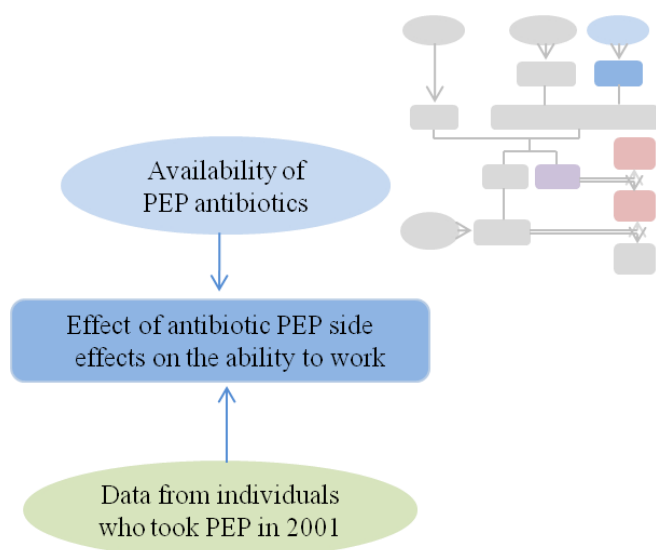 Availability of
PEP antibiotics
Effect of antibiotic PEP side
effects on the ability to work
Data from individuals
who took PEP in 2001